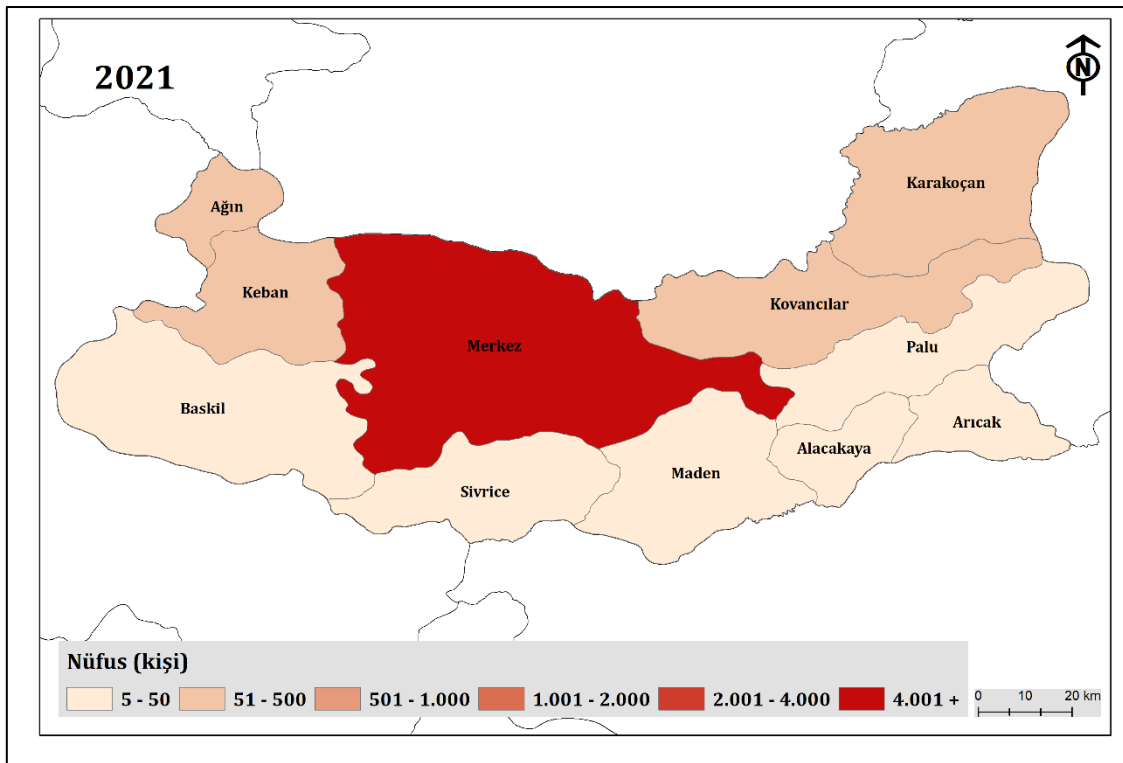 2021
N
Karakoçan
Ağın
Keban
Kovancılar
Merkez
Palu
Baskil
Arıcak
Alacakaya
Maden
Sivrice
Nüfus (kişi)
5 - 50 51 - 500 501 - 1.000 1.001 - 2.000 2.001 - 4.000 4.001 +
0 10 20 km